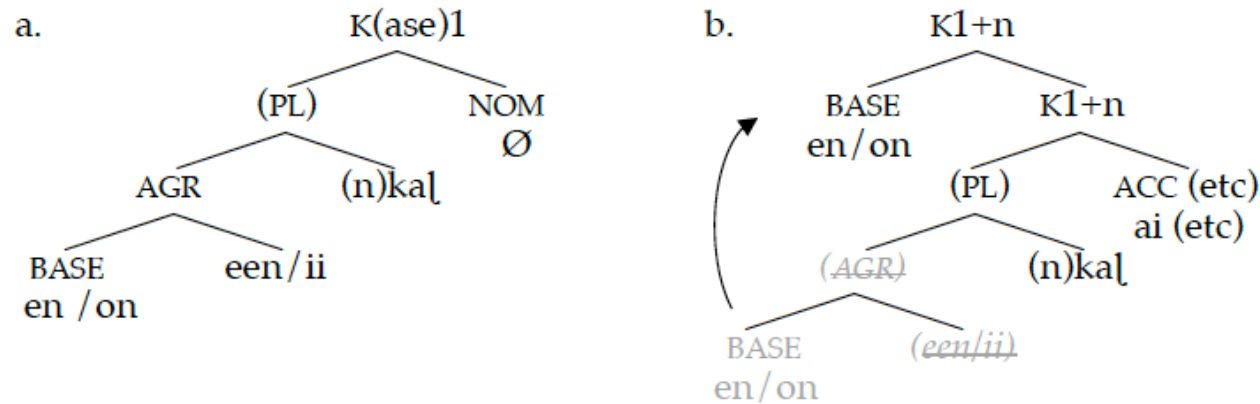 a. K(ase)1 b. K1+n
(PL) NOM BASE K1+n
Ø en/on
AGR (n)kaɭ (PL) ACC (etc)
ai (etc)
BASE een/ii (AGR) (n)kaɭ
en /on
BASE (een/ii)
en/on